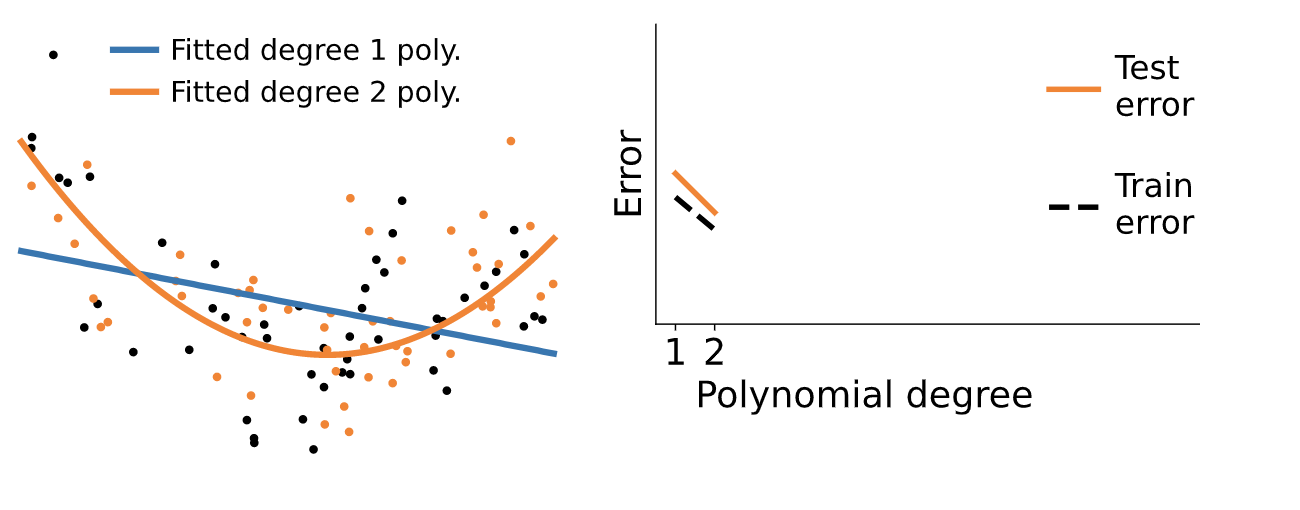 Fitted degree 1 poly.
Fitted degree 2 poly.
Error
Test
error
Train
error
1 2
Polynomial degree